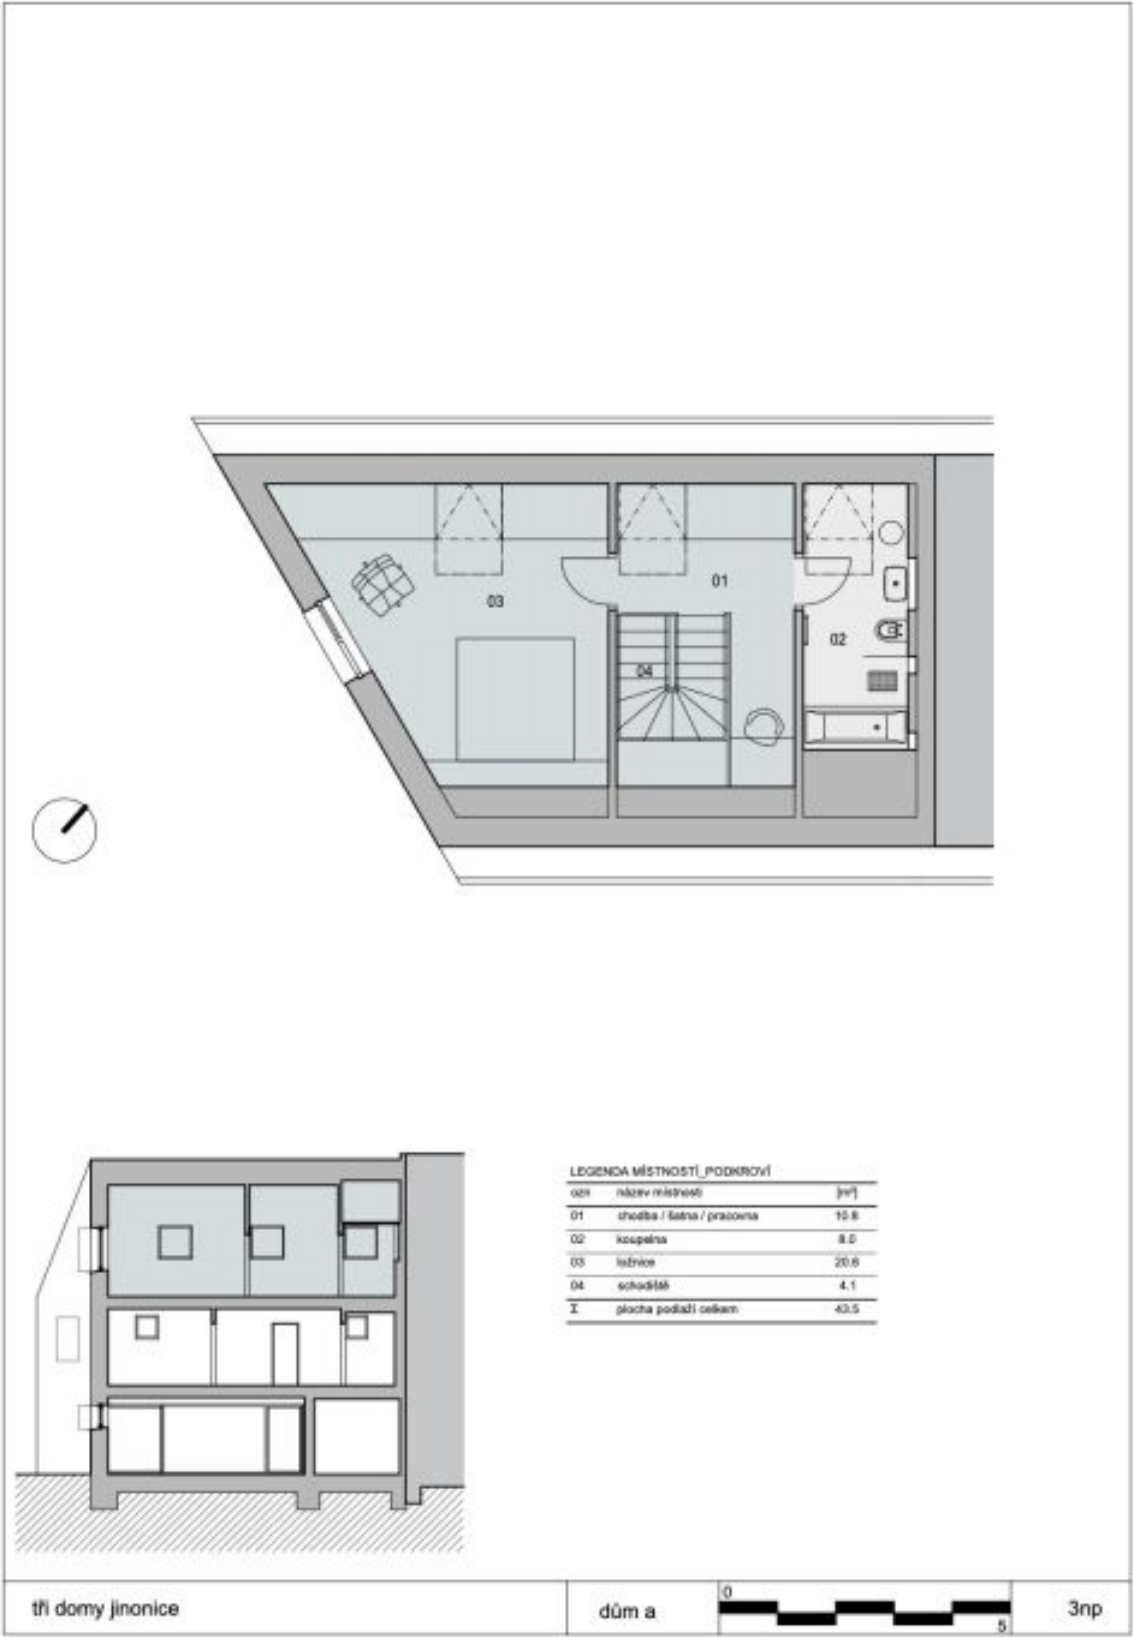 03
01
02
04
LEGENDA MÍSTNOSTÍ_PODKROVÍ
ozn název místnosti [m²]
01 chodba / šatna / pracovna 10.8
02 koupelna 8.0
03 ložnice 20.6
04 schodiště 4.1
Σ plocha podlaží celkem 43.5
tři domy jinonice
dům a
0
5
3np